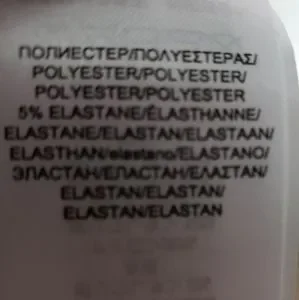 ПОЛИЕСТЕР/ΠΟΛΥΕΣΤΕΡΑΣ/
POLYESTER/POLYESTER/
POLYESTER/POLYESTER
5% ELASTANE/ÉLASTHANNE/
ELASTANE/ELASTAN/ELASTAAN/
ELASTHAN/elastano/ELASTANO/
ЭЛАСТАН/ЕЛАСТАН/ΕΛΑΣΤΑΝ/
ELASTAN/ELASTAN/
ELASTAN/ELASTAN